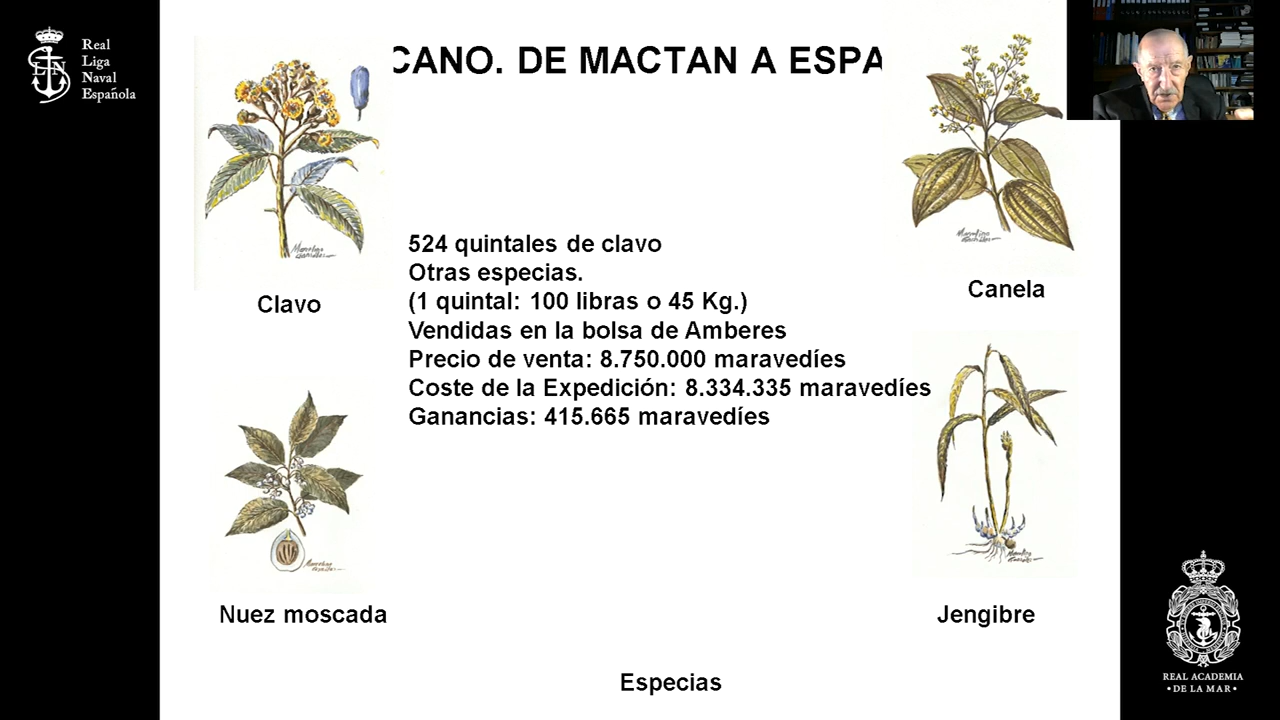 Real
Liga
Naval
Española
CANO. DE MACTAN A ESPA
Clavo
Canela
524 quintales de clavo
Otras especias.
(1 quintal: 100 libras o 45 Kg.)
Vendidas en la bolsa de Amberes
Precio de venta: 8.750.000 maravedíes
Coste de la Expedición: 8.334.335 maravedíes
Ganancias: 415.665 maravedíes
Nuez moscada
Jengibre
Especias
REAL ACADEMIA
• DE LA MAR •